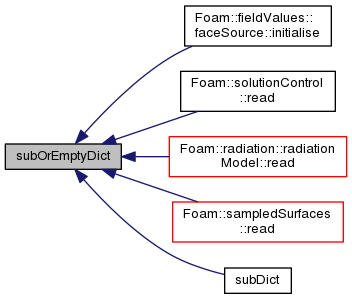 Foam::fieldValues::
faceSource::initialise
Foam::solutionControl
::read
subOrEmptyDict
Foam::radiation::radiation
Model::read
Foam::sampledSurfaces
::read
subDict